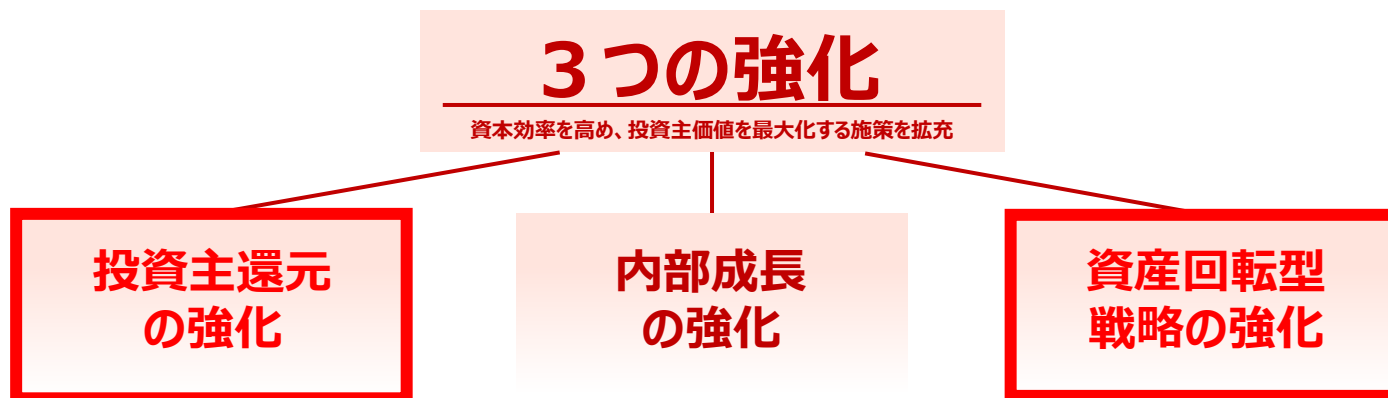 ３つの強化
資本効率を高め、投資主価値を最大化する施策を拡充
投資主還元
の強化
内部成長
の強化
資産回転型
戦略の強化